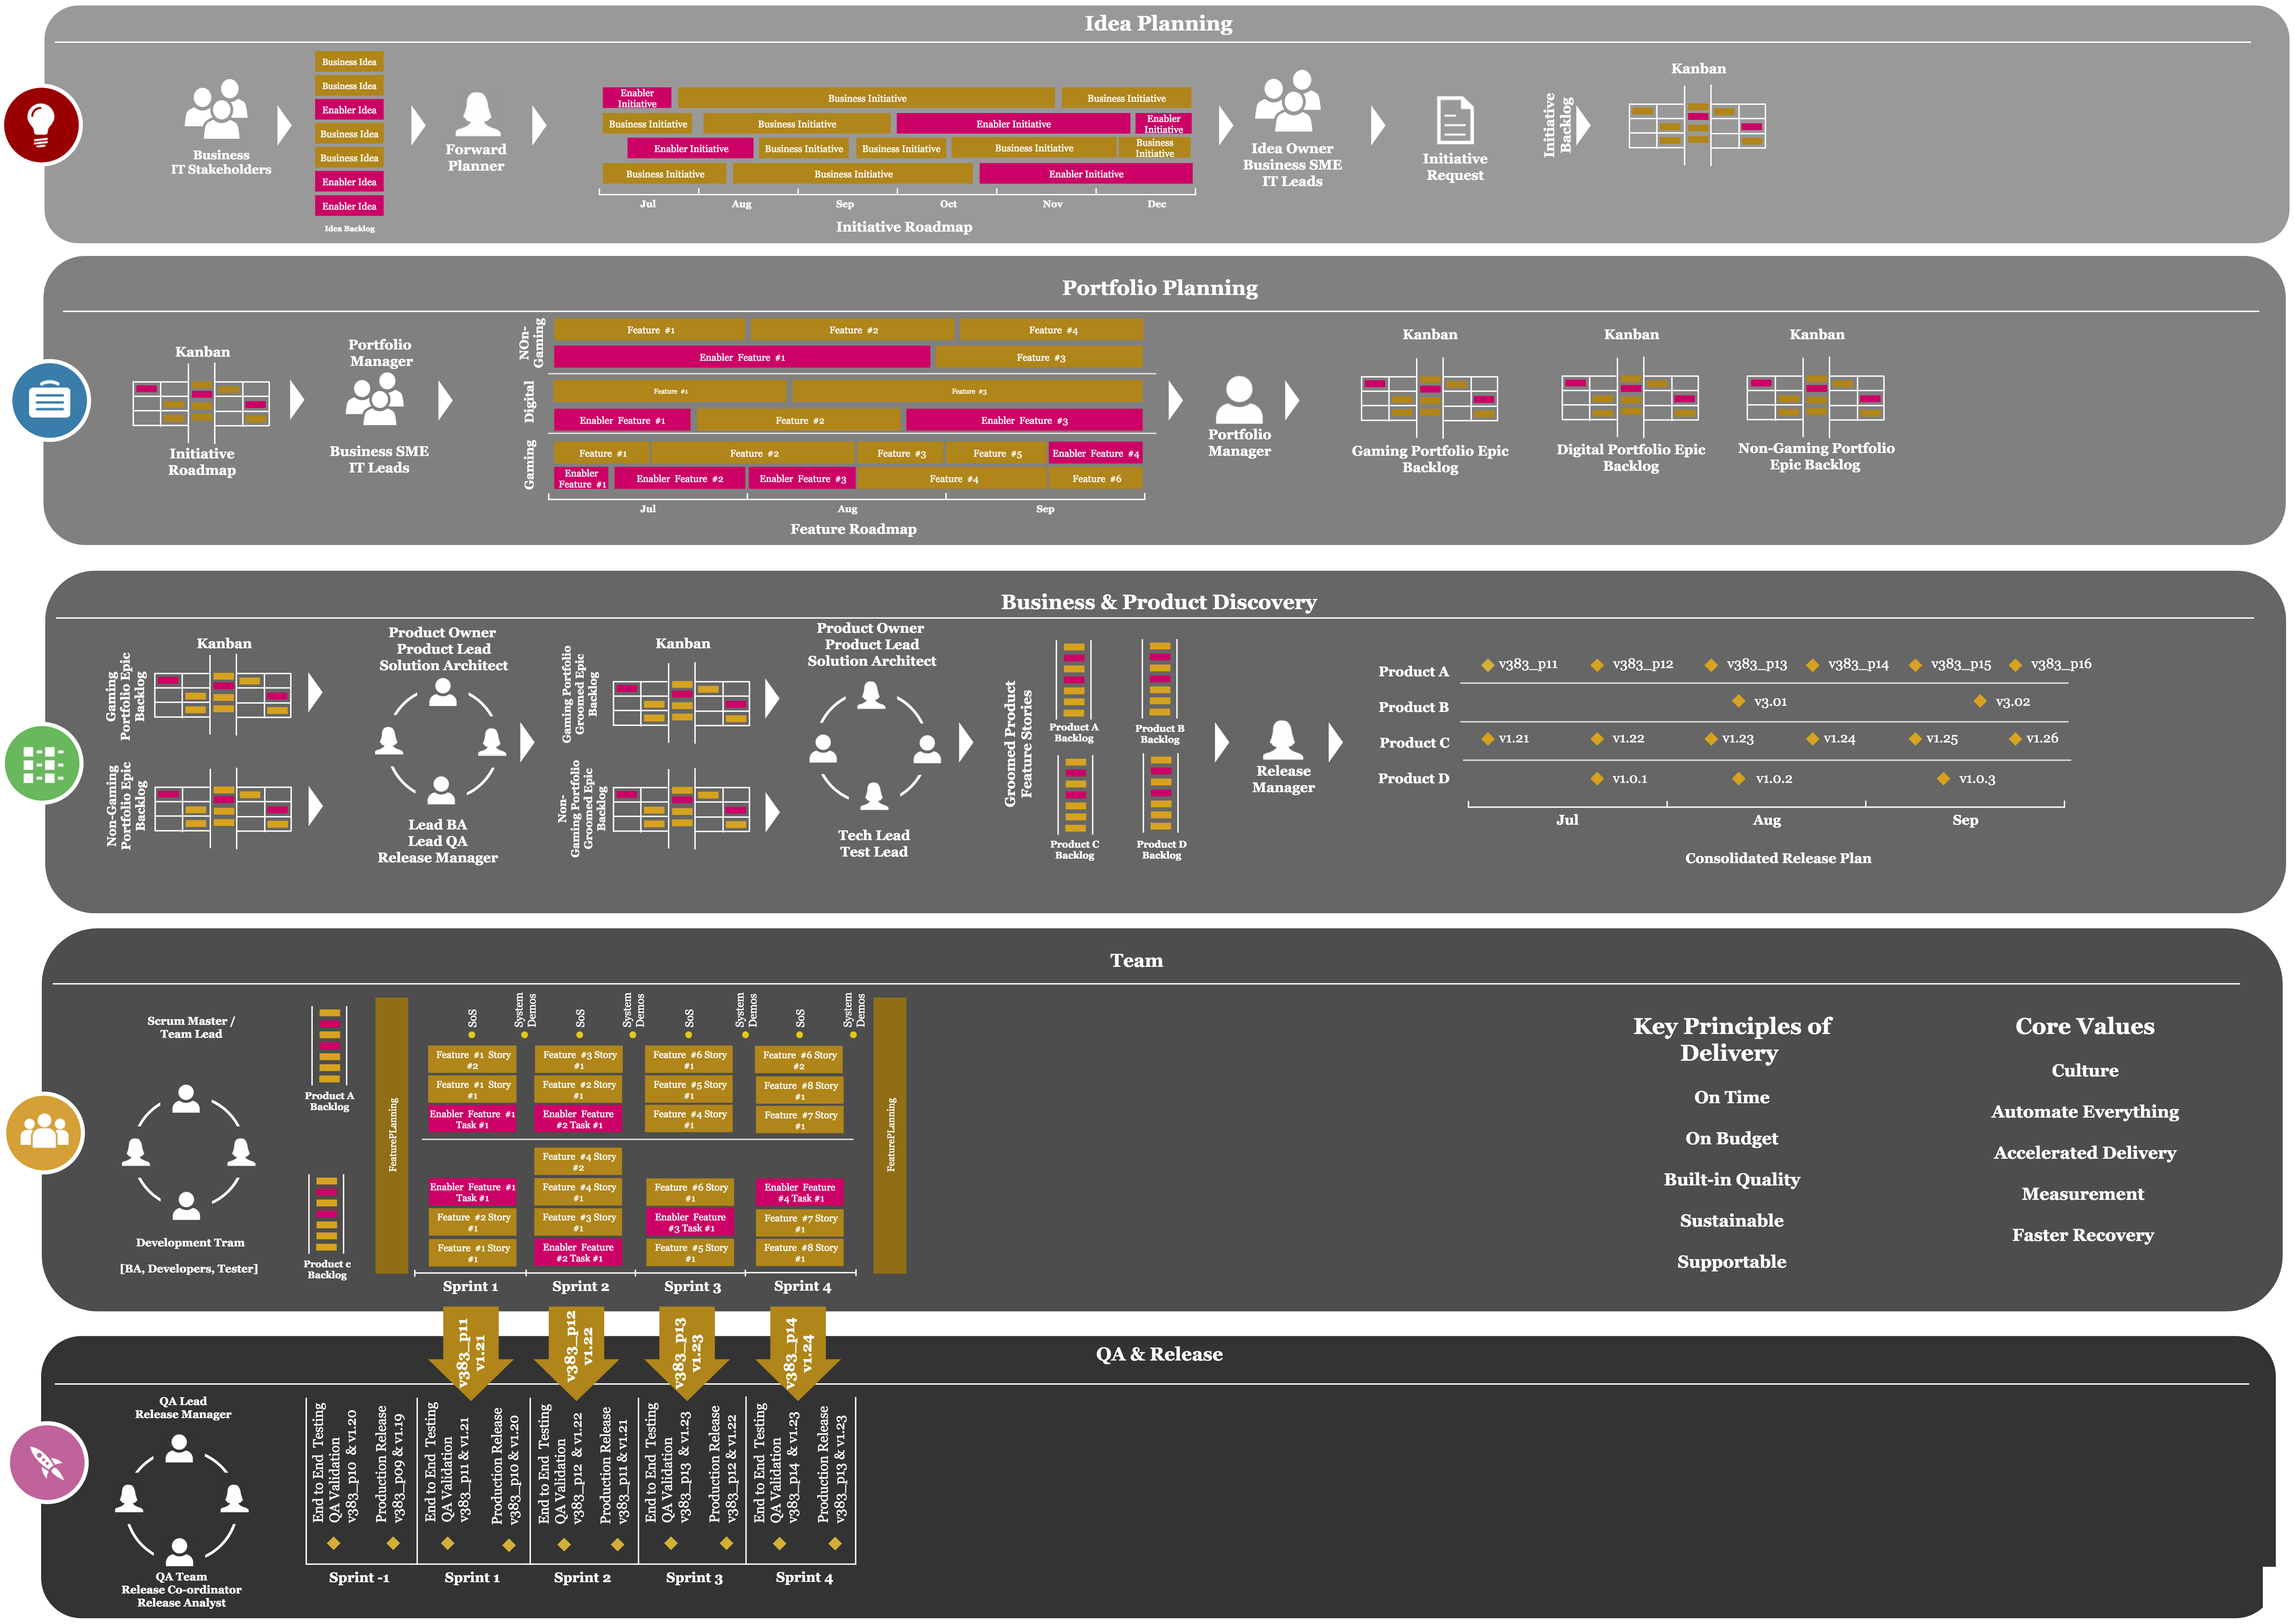 Idea Planning
Business
IT Stakeholders
Business Idea
Business Idea
Enabler Idea
Business Idea
Business Idea
Enabler Idea
Enabler Idea
Idea Backlog
Forward
Planner
Enabler
Initiative
Business Initiative
Business Initiative
Business Initiative
Business Initiative
Enabler Initiative
Enabler
Initiative
Enabler Initiative
Business Initiative
Business Initiative
Business Initiative
Business
Initiative
Business Initiative
Business Initiative
Enabler Initiative
Jul
Aug
Sep
Oct
Nov
Dec
Initiative Roadmap
Idea Owner
Business SME
IT Leads
Initiative
Request
Initiative
Backlog
Kanban
Portfolio Planning
Kanban
Initiative
Roadmap
Portfolio
Manager
Business SME
IT Leads
NOn-
Gaming
Feature #1
Feature #2
Feature #4
Enabler Feature #1
Feature #3
Digital
Feature #1
Feature #3
Enabler Feature #1
Feature #2
Enabler Feature #3
Gaming
Feature #1
Feature #2
Feature #3
Feature #5
Enabler Feature #4
Enabler
Feature #1
Enabler Feature #2
Enabler Feature #3
Feature #4
Feature #6
Jul
Aug
Sep
Feature Roadmap
Portfolio
Manager
Kanban
Gaming Portfolio Epic
Backlog
Kanban
Digital Portfolio Epic
Backlog
Kanban
Non-Gaming Portfolio
Epic Backlog
Business & Product Discovery
Gaming
Portfolio Epic
Backlog
Kanban
Non-Gaming
Portfolio Epic
Backlog
Product Owner
Product Lead
Solution Architect
Lead BA
Lead QA
Release Manager
Gaming Portfolio
Groomed Epic
Backlog
Kanban
Non-
Gaming Portfolio
Groomed Epic
Backlog
Product Owner
Product Lead
Solution Architect
Tech Lead
Test Lead
Groomed Product
Feature Stories
Product A
Backlog
Product B
Backlog
Product C
Backlog
Product D
Backlog
Release
Manager
Product A
v383_p11
v383_p12
v383_p13
v383_p14
v383_p15
v383_p16
Product B
v3.01
v3.02
Product C
v1.21
v1.22
v1.23
v1.24
v1.25
v1.26
Product D
v1.0.1
v1.0.2
v1.0.3
Jul
Aug
Sep
Consolidated Release Plan
Team
Scrum Master /
Team Lead
Development Tram
[BA, Developers, Tester]
Product A
Backlog
Product c
Backlog
FeaturePLanning
SoS
System
Demos
SoS
System
Demos
SoS
System
Demos
SoS
System
Demos
Feature #1 Story
#2
Feature #1 Story
#1
Enabler Feature #1
Task #1
Feature #3 Story
#1
Feature #2 Story
#1
Enabler Feature
#2 Task #1
Feature #6 Story
#1
Feature #5 Story
#1
Feature #4 Story
#1
Feature #6 Story
#2
Feature #8 Story
#1
Feature #7 Story
#1
Enabler Feature #1
Task #1
Feature #2 Story
#1
Feature #1 Story
#1
Feature #4 Story
#2
Feature #4 Story
#1
Feature #3 Story
#1
Enabler Feature
#2 Task #1
Feature #6 Story
#1
Enabler Feature
#3 Task #1
Feature #5 Story
#1
Enabler Feature
#4 Task #1
Feature #7 Story
#1
Feature #8 Story
#1
Sprint 1
Sprint 2
Sprint 3
Sprint 4
FeaturePLanning
Key Principles of
Delivery
On Time
On Budget
Built-in Quality
Sustainable
Supportable
Core Values
Culture
Automate Everything
Accelerated Delivery
Measurement
Faster Recovery
v383_p11
v1.21
v383_p12
v1.22
v383_p13
v1.23
v383_p14
v1.24
QA & Release
QA Lead
Release Manager
QA Team
Release Co-ordinator
Release Analyst
End to End Testing
QA Validation
v383_p10 & v1.20
Production Release
v383_p09 & v1.19
End to End Testing
QA Validation
v383_p11 & v1.21
Production Release
v383_p10 & v1.20
End to End Testing
QA Validation
v383_p12 & v1.22
Production Release
v383_p11 & v1.21
End to End Testing
QA Validation
v383_p13 & v1.23
Production Release
v383_p12 & v1.22
End to End Testing
QA Validation
v383_p14 & v1.23
Production Release
v383_p13 & v1.23
Sprint -1
Sprint 1
Sprint 2
Sprint 3
Sprint 4